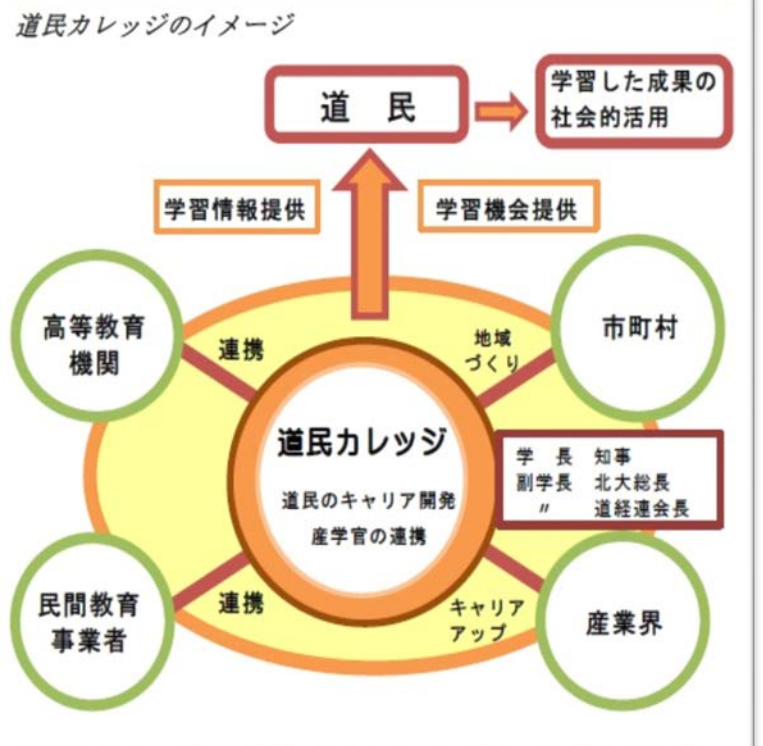 道民カレッジのイメージ
道　民
学習した成果の
社会的活用
学習情報提供
学習機会提供
高等教育
機関
連携
地域
づくり
市町村
道民カレッジ
道民のキャリア開発
産学官の連携
学　長　知事
副学長　北大総長
〃　道経連会長
民間教育
事業者
連携
キャリア
アップ
産業界